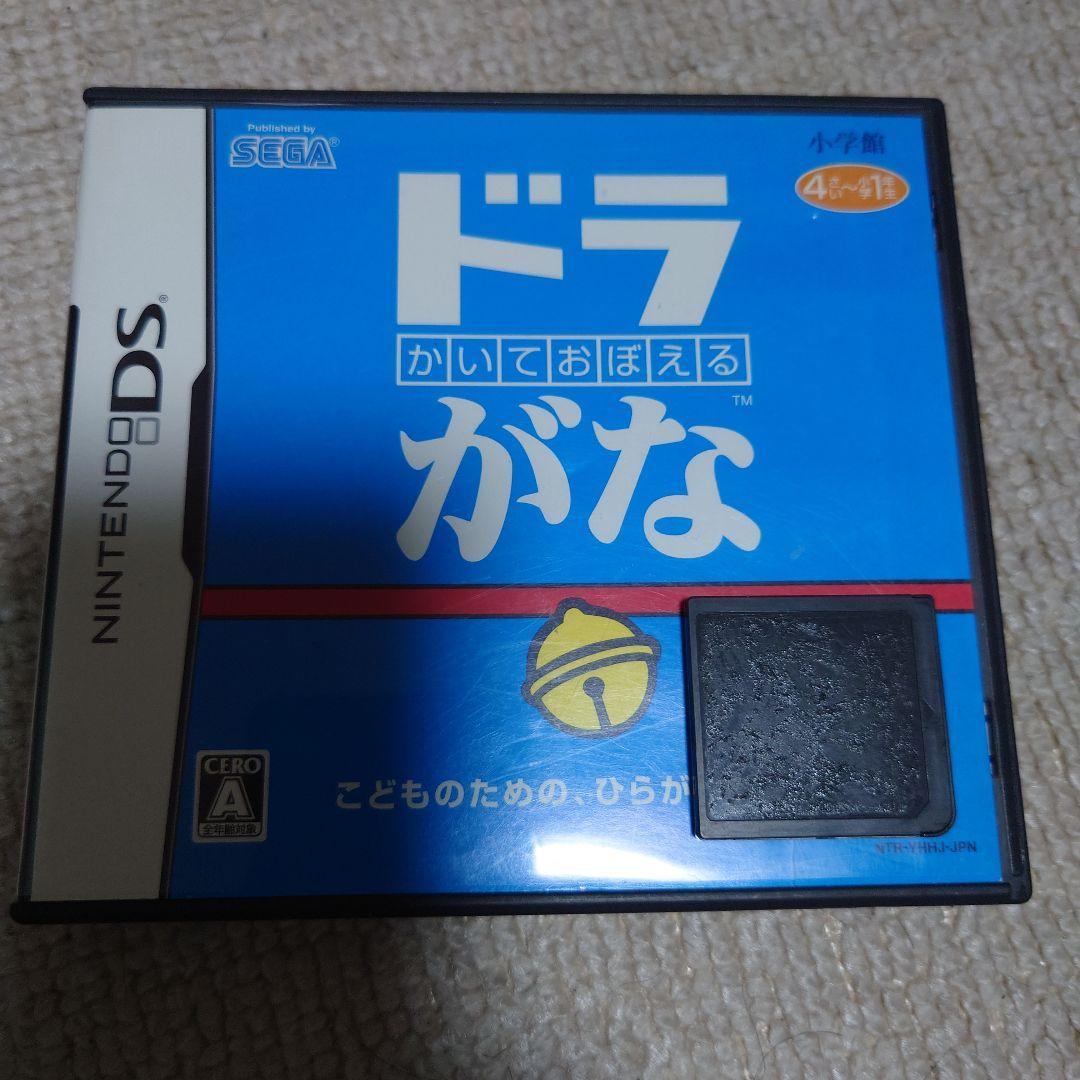 Published by
SEGA®
小学館
4さい〜小学1年生
ドラ
かいておぼえる
がな
TM
NINTENDO DS®
こどものための、ひらが
CERO
A
全年齢対象
NTR-YHHJ-JPN